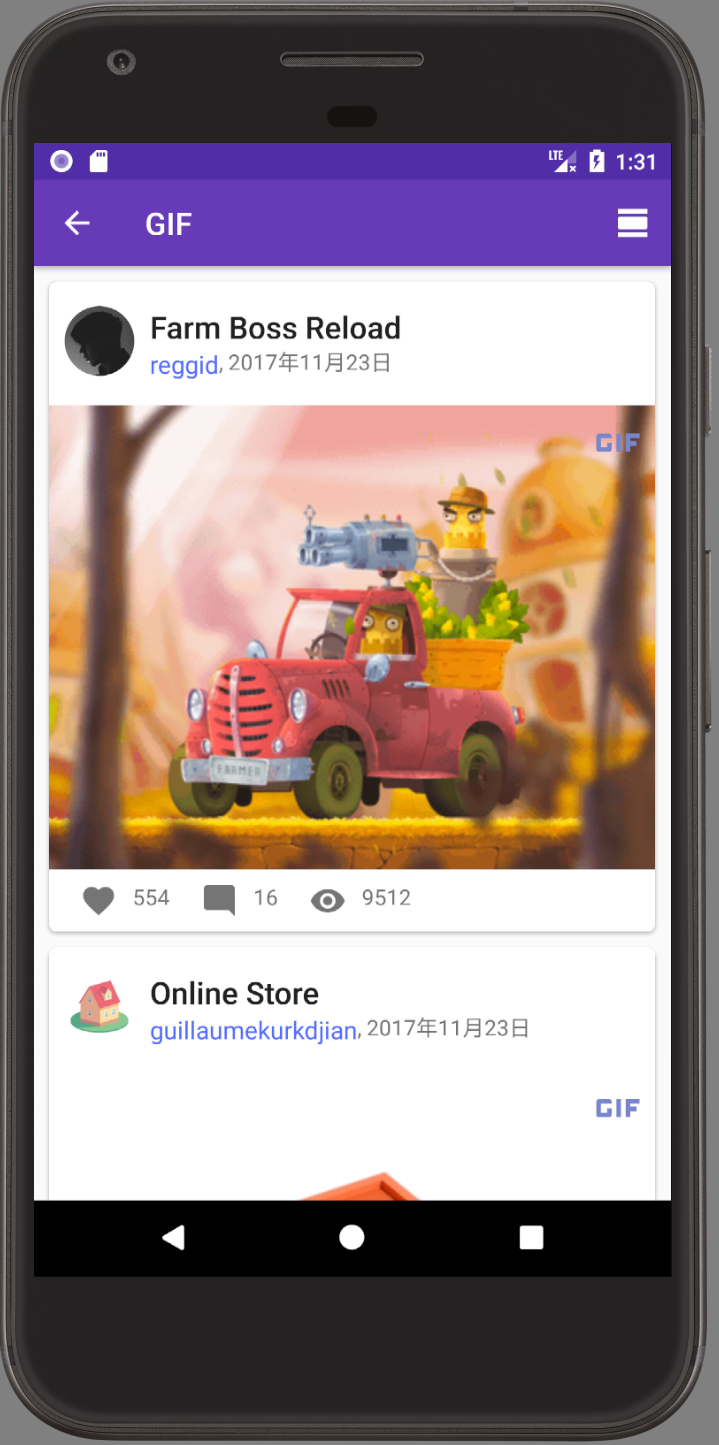 LTE 1:31
GIF
Farm Boss Reload
reggid, 2017年11月23日
GIF
FARMER
554 16 9512
Online Store
guillaumekurkdjian, 2017年11月23日
GIF